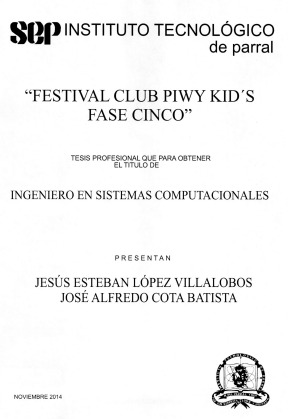 sep INSTITUTO TECNOLÓGICO
de parral
“FESTIVAL CLUB PIWY KID´S
FASE CINCO”
TESIS PROFESIONAL QUE PARA OBTENER
EL TITULO DE
INGENIERO EN SISTEMAS COMPUTACIONALES
PRESENTAN
JESÚS ESTEBAN LÓPEZ VILLALOBOS
JOSÉ ALFREDO COTA BATISTA
NOVIEMBRE 2014